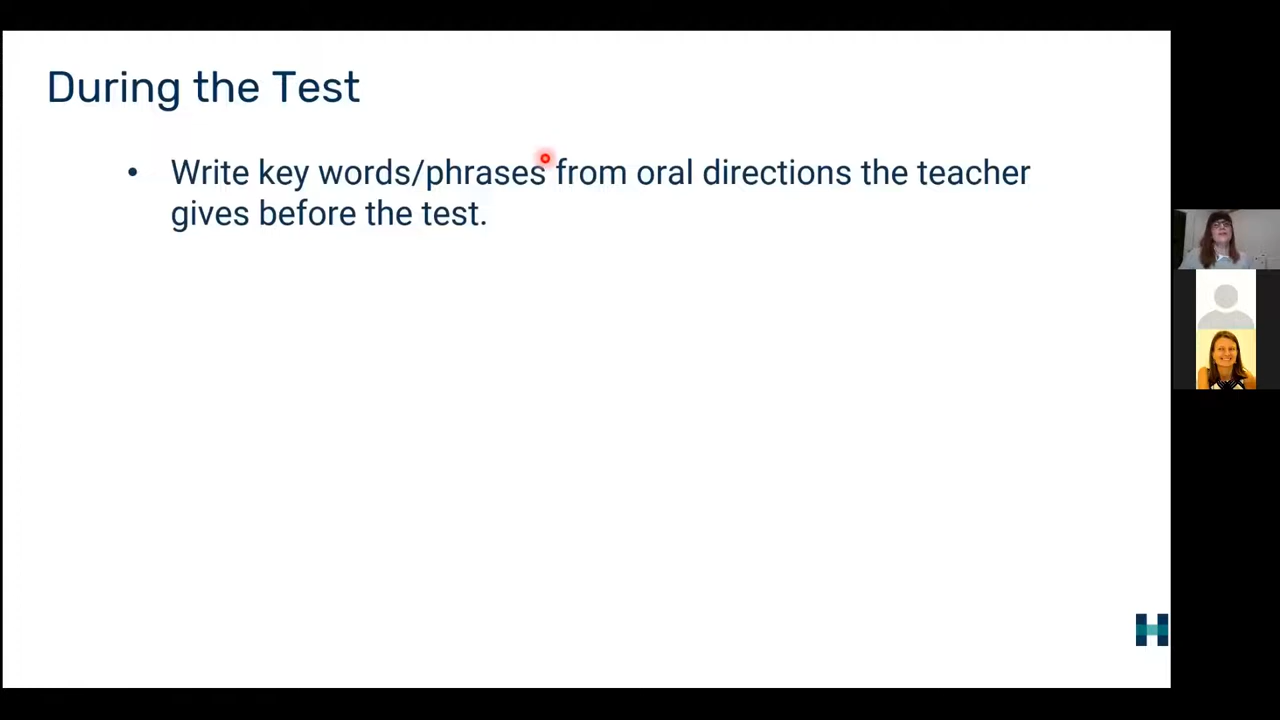 During the Test
• Write key words/phrases from oral directions the teacher
gives before the test.
H